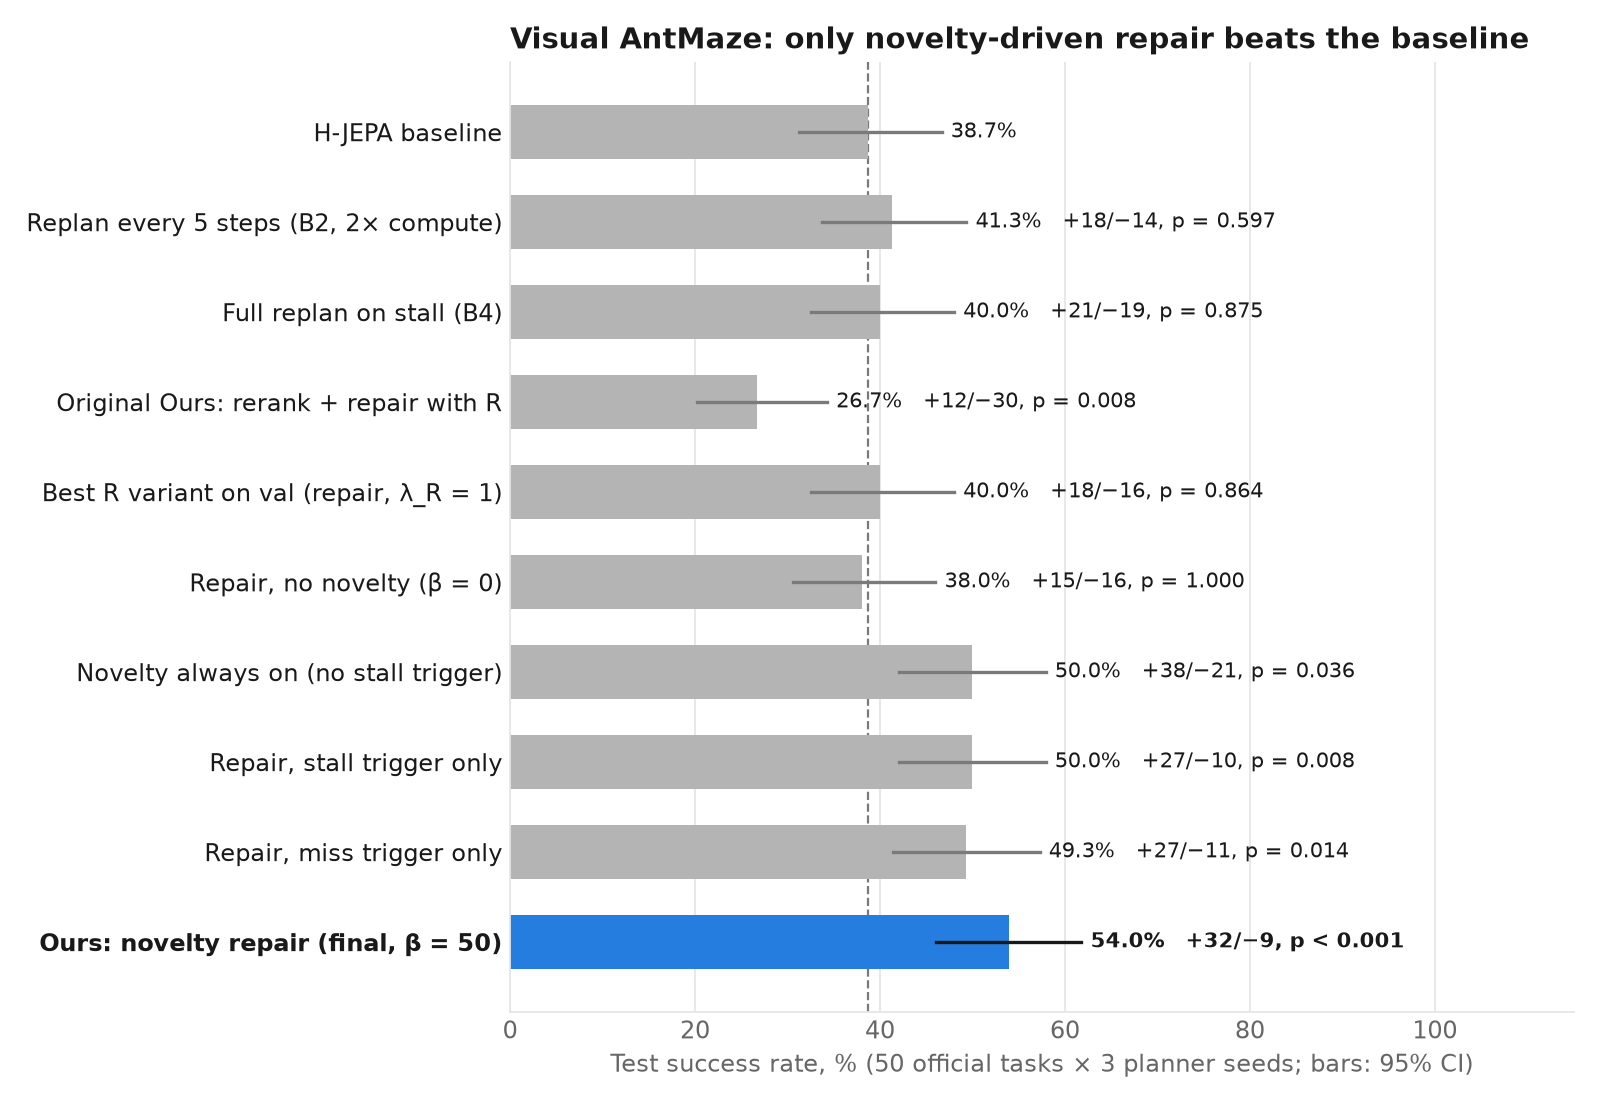 Visual AntMaze: only novelty-driven repair beats the baseline
H-JEPA baseline 38.7%
Replan every 5 steps (B2, 2× compute) 41.3% +18/−14, p = 0.597
Full replan on stall (B4) 40.0% +21/−19, p = 0.875
Original Ours: rerank + repair with R 26.7% +12/−30, p = 0.008
Best R variant on val (repair, λ_R = 1) 40.0% +18/−16, p = 0.864
Repair, no novelty (β = 0) 38.0% +15/−16, p = 1.000
Novelty always on (no stall trigger) 50.0% +38/−21, p = 0.036
Repair, stall trigger only 50.0% +27/−10, p = 0.008
Repair, miss trigger only 49.3% +27/−11, p = 0.014
Ours: novelty repair (final, β = 50) 54.0% +32/−9, p < 0.001
0 20 40 60 80 100
Test success rate, % (50 official tasks × 3 planner seeds; bars: 95% CI)